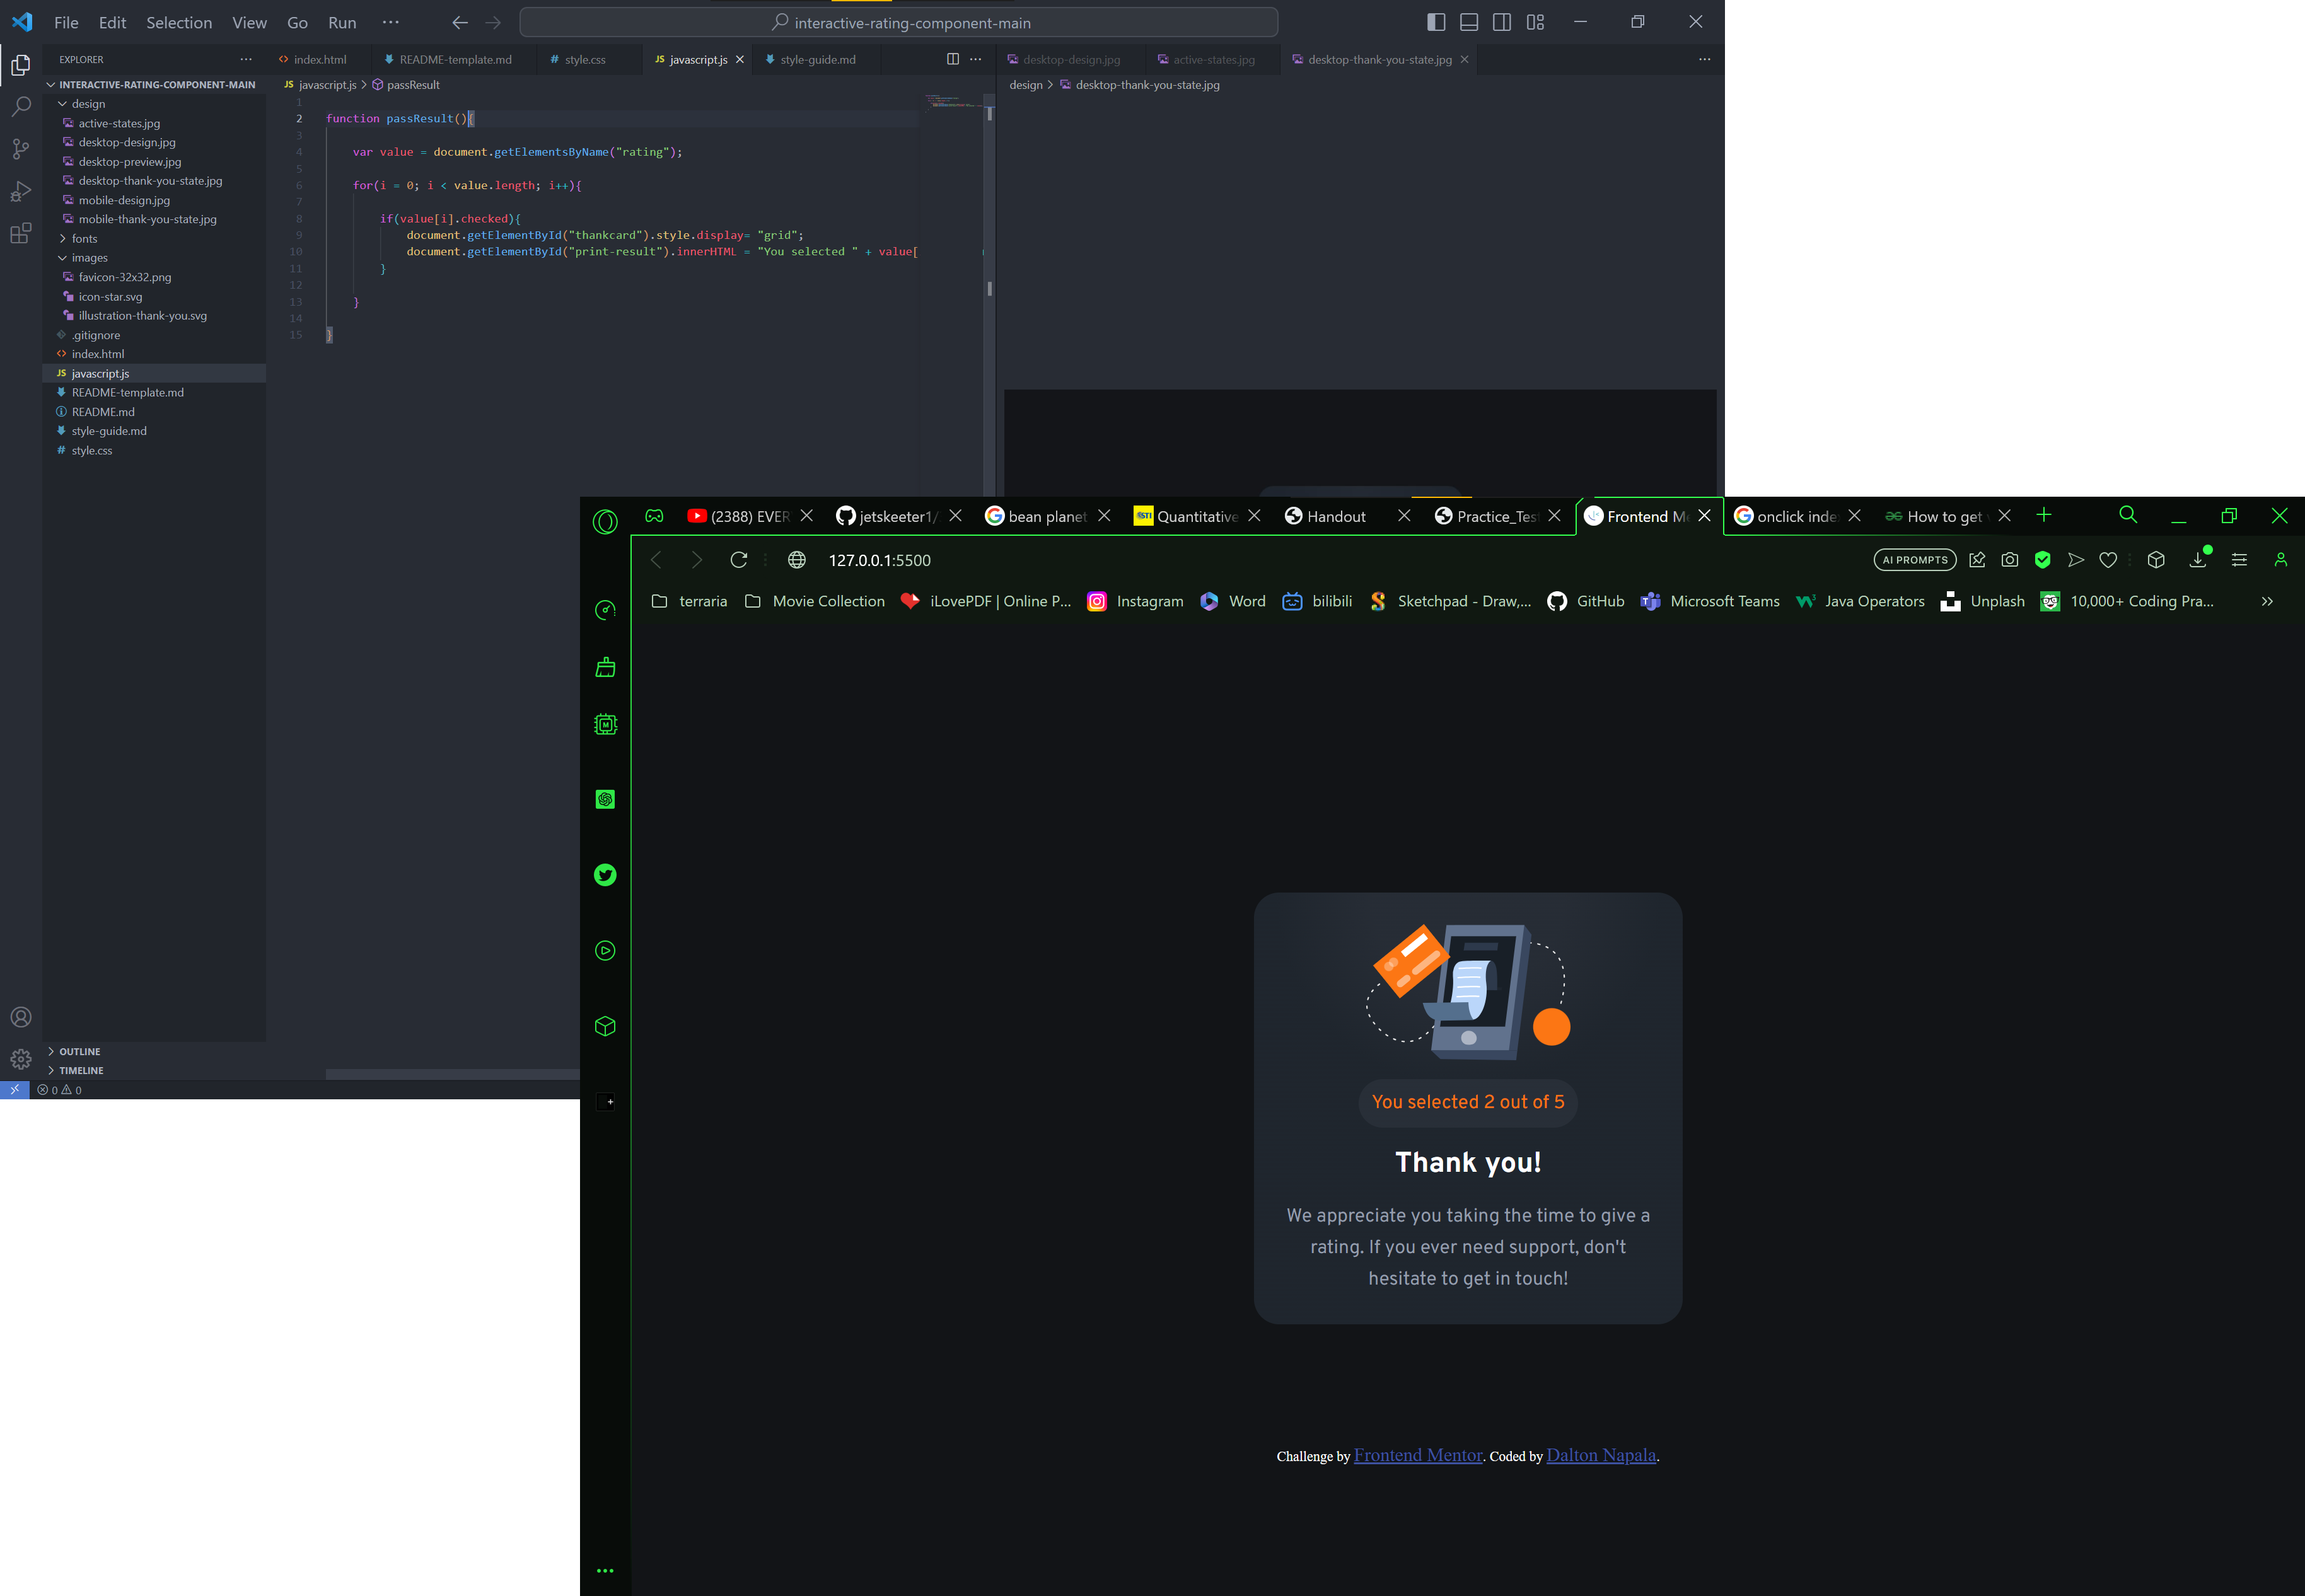 File Edit Selection View Go Run ···
interactive-rating-component-main
EXPLORER
index.html
README-template.md
style.css
javascript.js
style-guide.md
desktop-design.jpg
active-states.jpg
desktop-thank-you-state.jpg
INTERACTIVE-RATING-COMPONENT-MAIN
javascript.js > passResult
design > desktop-thank-you-state.jpg
design
active-states.jpg
desktop-design.jpg
desktop-preview.jpg
desktop-thank-you-state.jpg
mobile-design.jpg
mobile-thank-you-state.jpg
fonts
images
favicon-32x32.png
icon-star.svg
illustration-thank-you.svg
.gitignore
index.html
JS javascript.js
README-template.md
README.md
style-guide.md
# style.css
OUTLINE
TIMELINE
0 0
1
2 function passResult(){
3
4 var value = document.getElementsByName("rating");
5
6 for(i = 0; i < value.length; i++){
7
8 if(value[i].checked){
9 document.getElementById("thankcard").style.display= "grid";
10 document.getElementById("print-result").innerHTML = "You selected " + value[
11 }
12
13 }
14
15 }
(2388) EVER
jetskeeter1/
bean planet
STI Quantitative
Handout
Practice_Tes
Frontend Me
onclick inde
How to get
127.0.0.1:5500
AI PROMPTS
terraria
Movie Collection
iLovePDF | Online P...
Instagram
Word
bilibili
Sketchpad - Draw,...
GitHub
Microsoft Teams
Java Operators
Unplash
10,000+ Coding Pra...
You selected 2 out of 5
Thank you!
We appreciate you taking the time to give a
rating. If you ever need support, don't
hesitate to get in touch!
Challenge by Frontend Mentor. Coded by Dalton Napala.